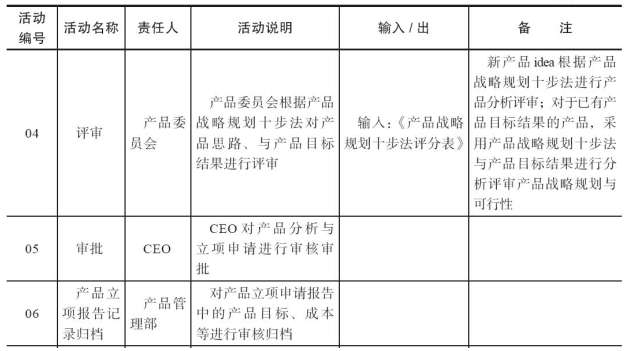 活动编号 活动名称 责任人 活动说明 输入 / 出 备 注
04 评审 产品委员会 产品委员会根据产品战略规划十步法对产品思路、与产品目标结果进行评审 输入：《产品战略规划十步法评分表》 新产品 idea 根据产品战略规划十步法进行产品分析评审；对于已有产品目标结果的产品，采用产品战略规划十步法与产品目标结果进行分析评审产品战略规划与可行性
05 审批 CEO CEO 对产品分析与立项申请进行审核审批
06 产品立项报告记录归档 产品管理部 对产品立项申请报告中的产品目标、成本等进行审核归档